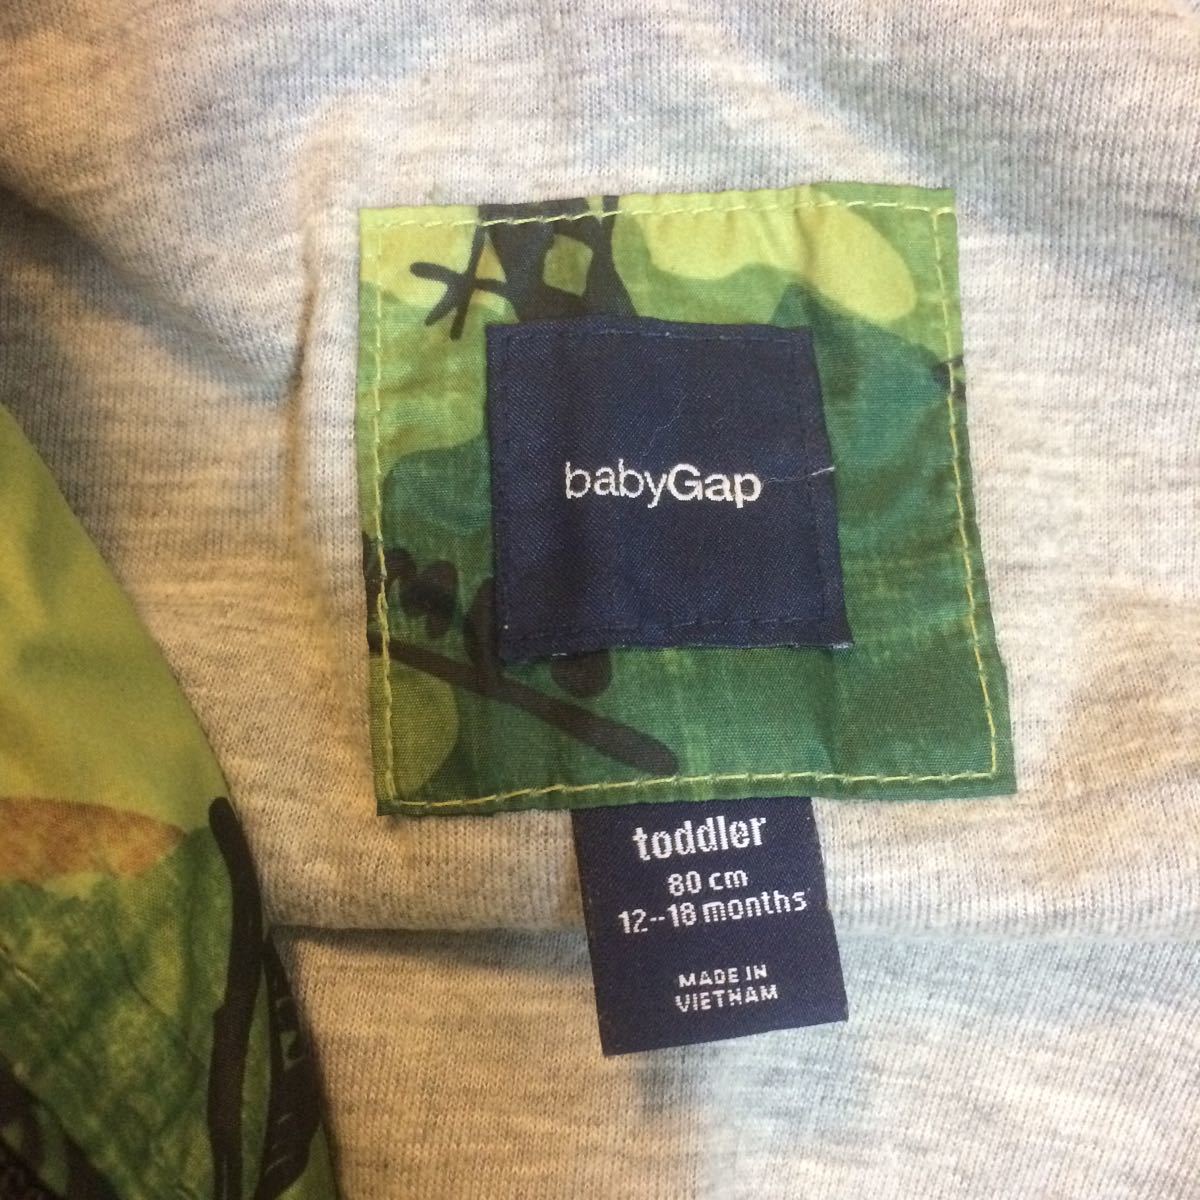 babyGap
toddler
80 cm
12--18 months
MADE IN
VIETNAM